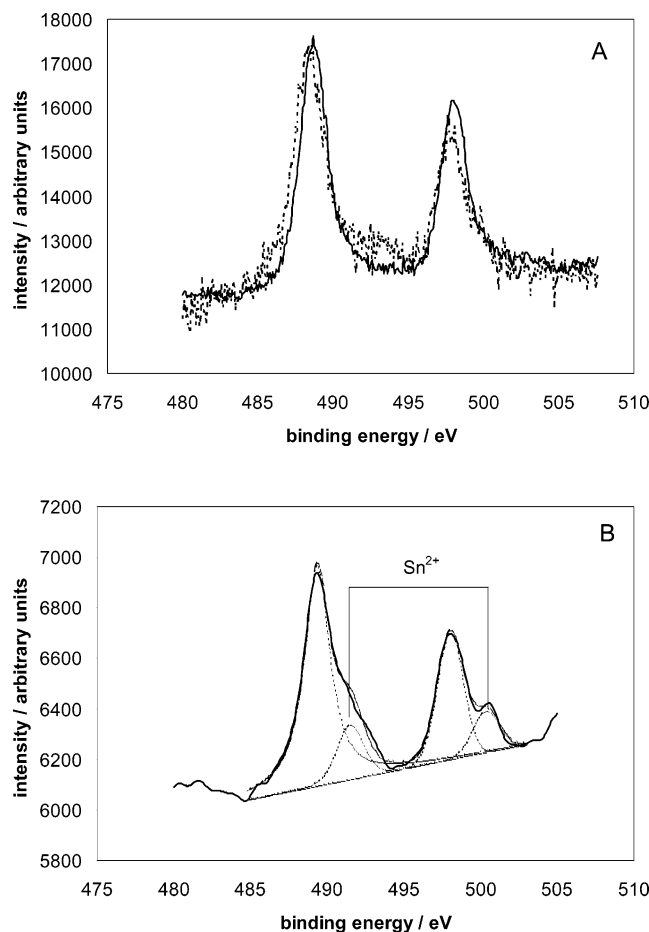 18000
17000
16000
15000
14000
13000
12000
11000
10000
A
intensity / arbitrary units
475 480 485 490 495 500 505 510
binding energy / eV
7200
7000
6800
6600
6400
6200
6000
5800
B
Sn²⁺
intensity / arbitrary units
475 480 485 490 495 500 505 510
binding energy / eV